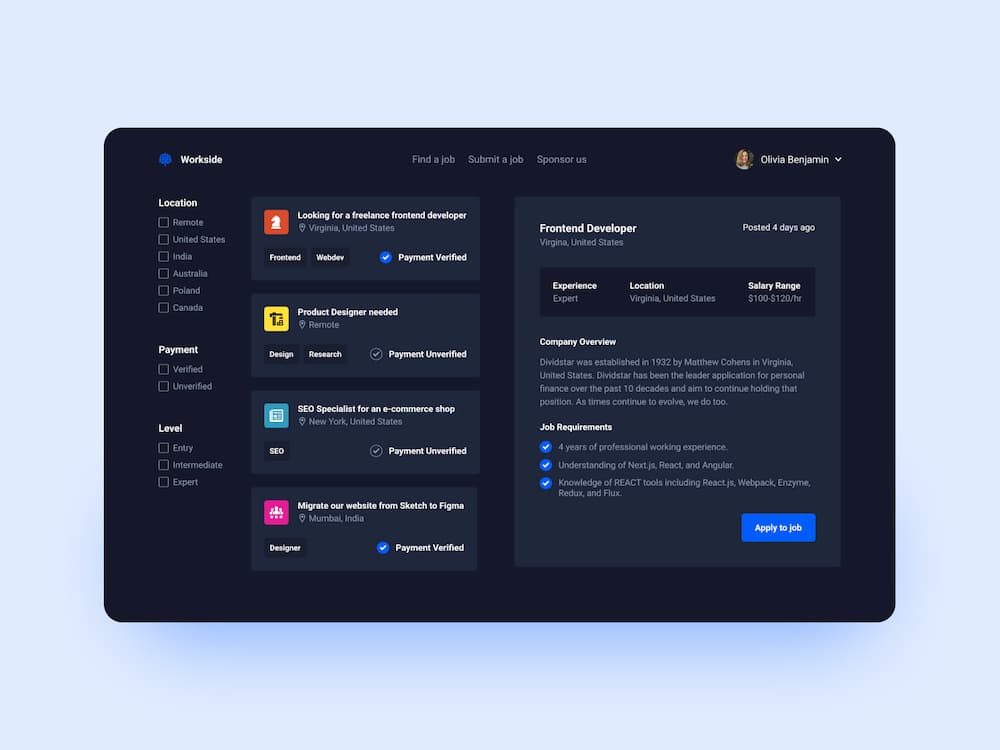 Workside
Find a job
Submit a job
Sponsor us
Olivia Benjamin
Location
Remote
United States
India
Australia
Poland
Canada
Payment
Verified
Unverified
Level
Entry
Intermediate
Expert
Looking for a freelance frontend developer
Virginia, United States
Frontend
Webdev
Payment Verified
Product Designer needed
Remote
Design
Research
Payment Unverified
SEO Specialist for an e-commerce shop
New York, United States
SEO
Payment Unverified
Migrate our website from Sketch to Figma
Mumbai, India
Designer
Payment Verified
Frontend Developer
Posted 4 days ago
Virgina, United States
Experience
Expert
Location
Virginia, United States
Salary Range
$100-$120/hr
Company Overview
Dividstar was established in 1932 by Matthew Cohens in Virginia,
United States. Dividstar has been the leader application for personal
finance over the past 10 decades and aim to continue holding that
position. As times continue to evolve, we do too.
Job Requirements
4 years of professional working experience.
Understanding of Next.js, React, and Angular.
Knowledge of REACT tools including React.js, Webpack, Enzyme,
Redux, and Flux.
Apply to job